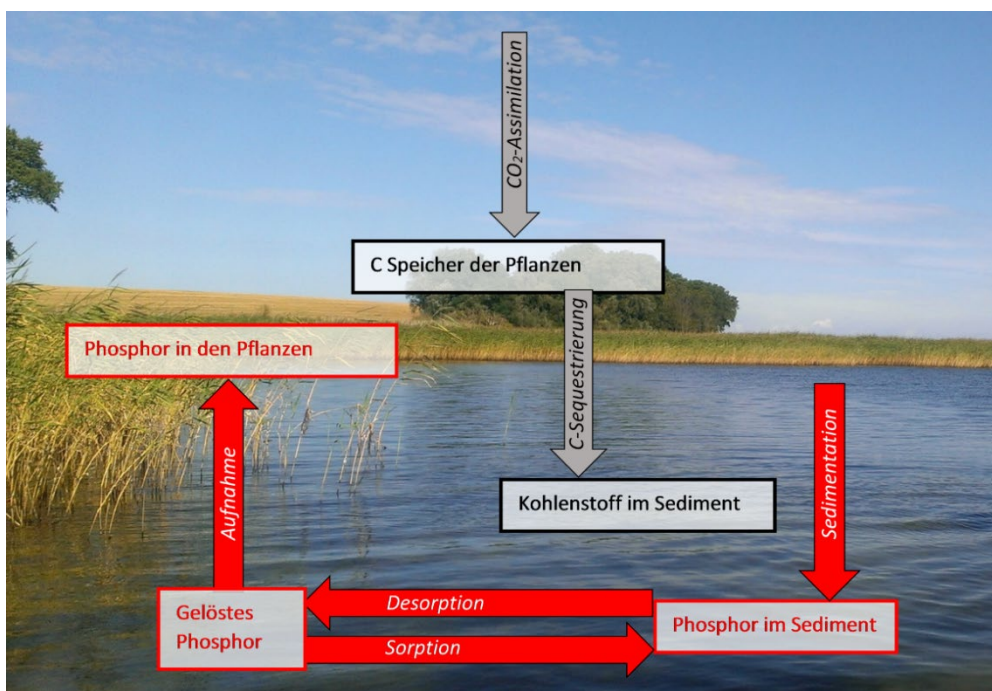 CO₂-Assimilation
C Speicher der Pflanzen
C-Sequestrierung
Phosphor in den Pflanzen
Kohlenstoff im Sediment
Sedimentation
Aufnahme
Gelöstes
Phosphor
Desorption
Sorption
Phosphor im Sediment